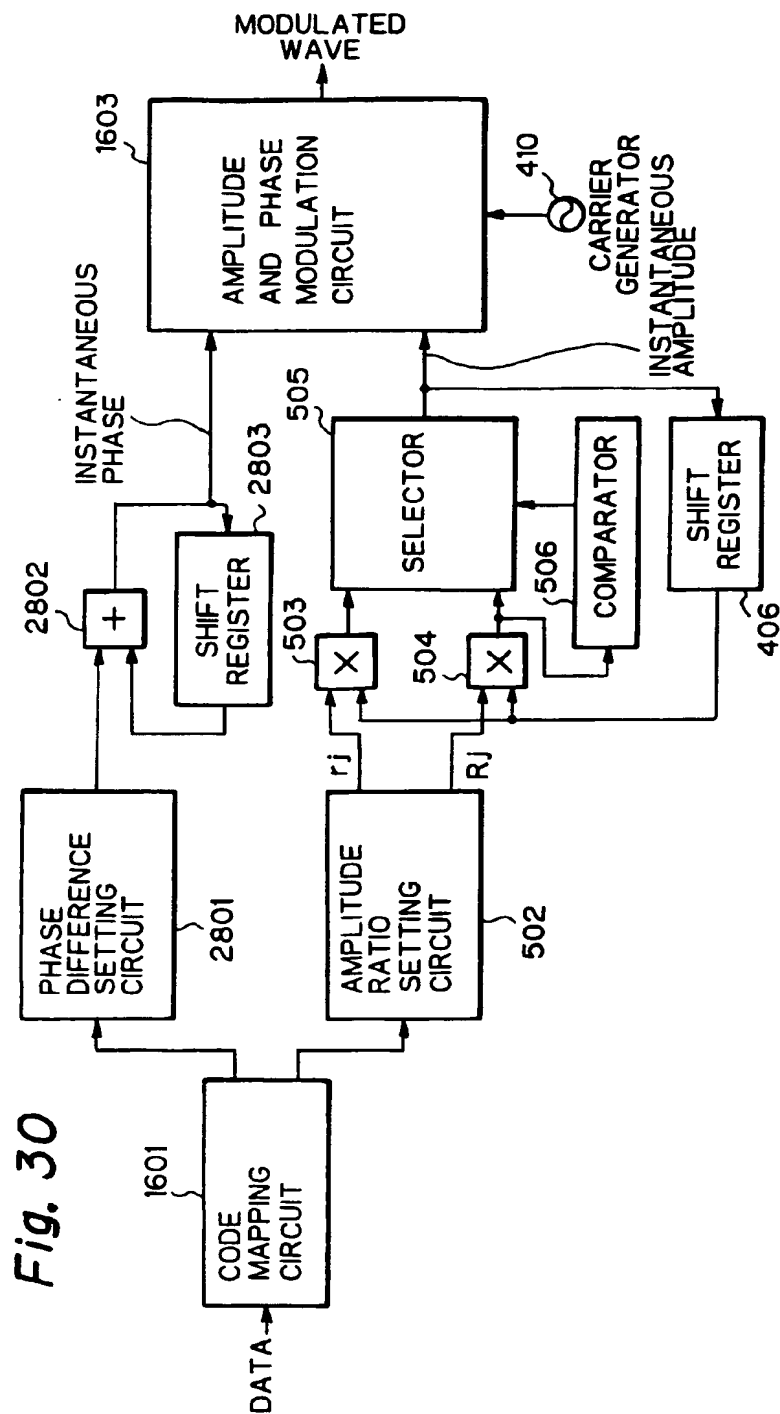 Fig. 30
DATA
CODE
MAPPING
CIRCUIT
1601
PHASE
DIFFERENCE
SETTING
CIRCUIT
2801
AMPLITUDE
RATIO
SETTING
CIRCUIT
502
rj
Rj
2802
+
SHIFT
REGISTER
2803
INSTANTANEOUS
PHASE
503
X
504
X
SELECTOR
505
COMPARATOR
506
SHIFT
REGISTER
406
INSTANTANEOUS
AMPLITUDE
AMPLITUDE
AND PHASE
MODULATION
CIRCUIT
1603
CARRIER
GENERATOR
410
MODULATED
WAVE